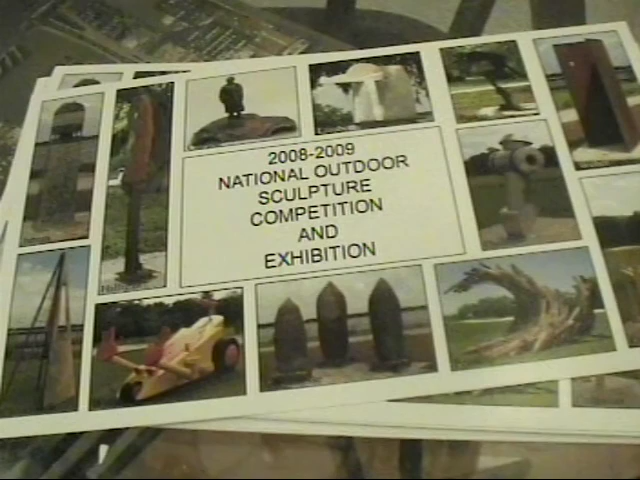 2008-2009
NATIONAL OUTDOOR
SCULPTURE
COMPETITION
AND
EXHIBITION